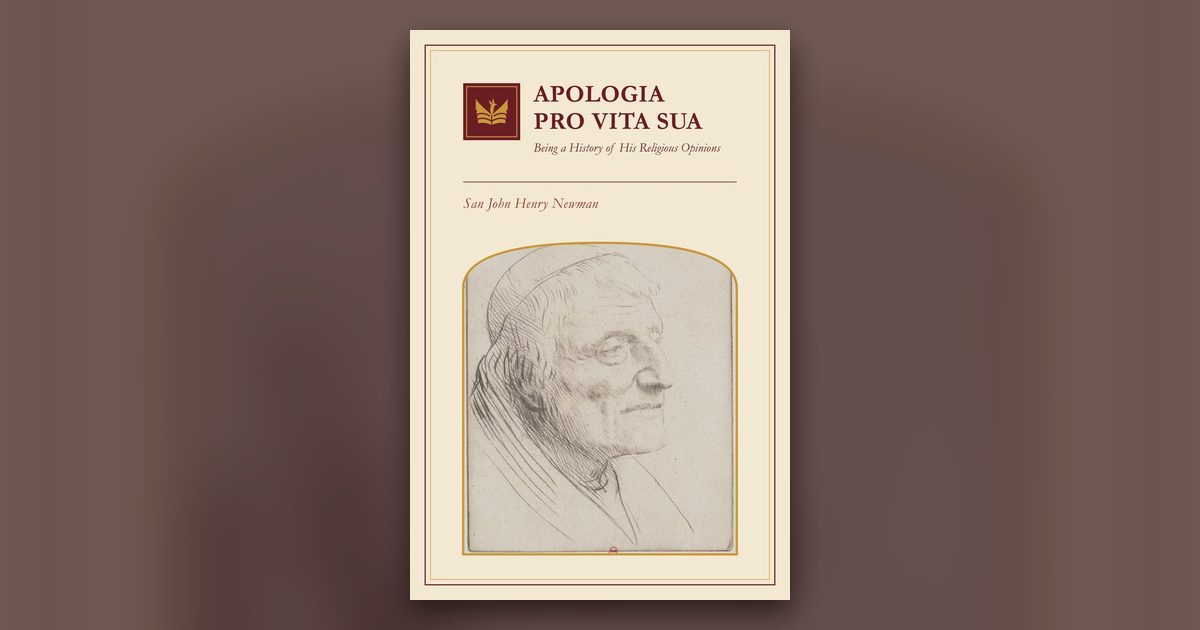 APOLOGIA
PRO VITA SUA
Being a History of His Religious Opinions
San John Henry Newman